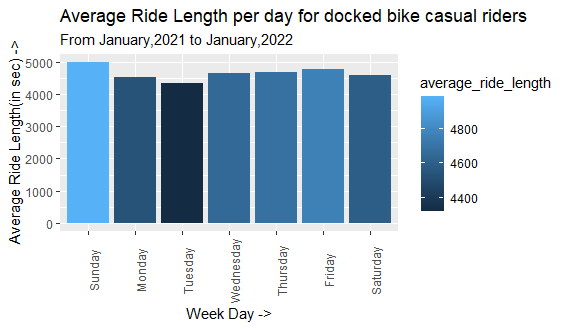 Average Ride Length per day for docked bike casual riders
From January,2021 to January,2022
Average Ride Length(in sec) ->
5000
4000
3000
2000
1000
0
Sunday
Monday
Tuesday
Wednesday
Thursday
Friday
Saturday
Week Day ->
average_ride_length
4800
4600
4400